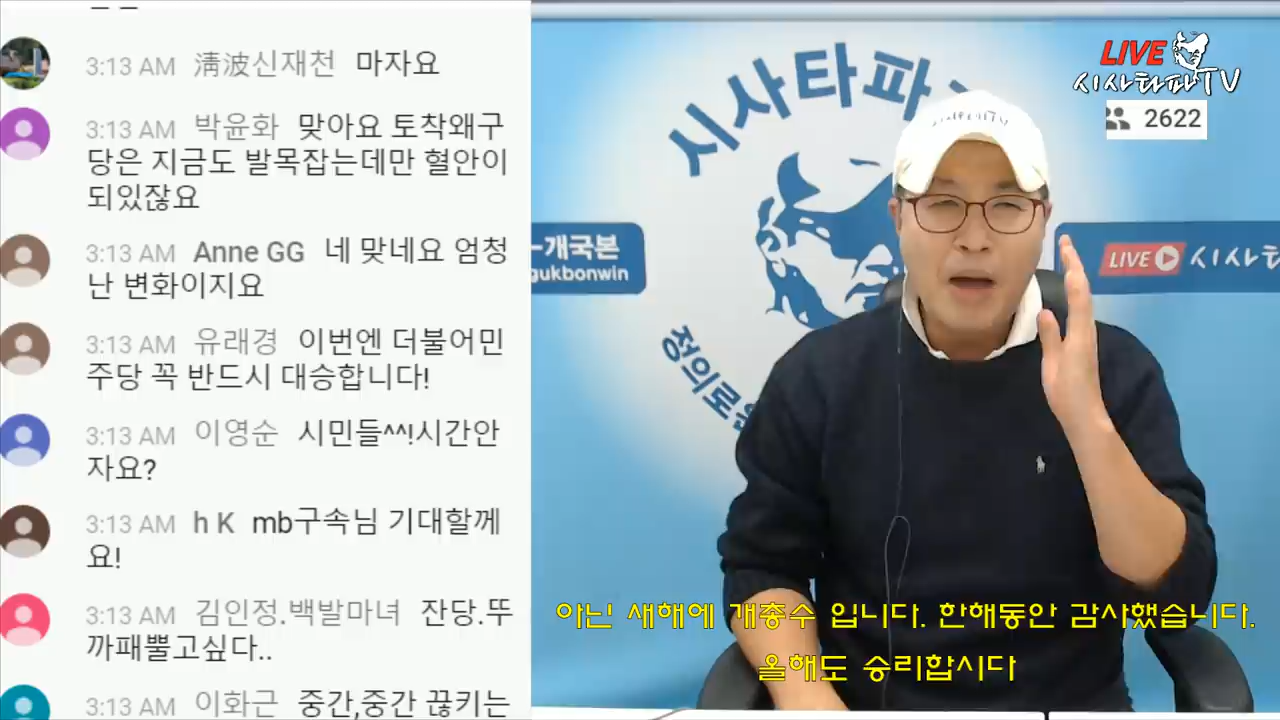 3:13 AM 淸波신재천 마자요
3:13 AM 박윤화 맞아요 토착왜구
당은 지금도 발목잡는데만 혈안이
되있잖요
3:13 AM Anne GG 네 맞네요 엄청
난 변화이지요
3:13 AM 유래경 이번엔 더불어민
주당 꼭 반드시 대승합니다!
3:13 AM 이영순 시민들^^!시간안
자요?
3:13 AM h K mb구속님 기대할께
요!
3:13 AM 김인정.백발마녀 잔당.뚜
까패뿔고싶다..
3:13 AM 이화근 중간,중간 끊키는
LIVE
시사타파TV
2622
시사타파
시사타파TV
-개국본
gukbonwin
LIVE 시사타
정의로운
아닌 새해에 개총수 입니다. 한해동안 감사했습니다.
올해도 승리합시다